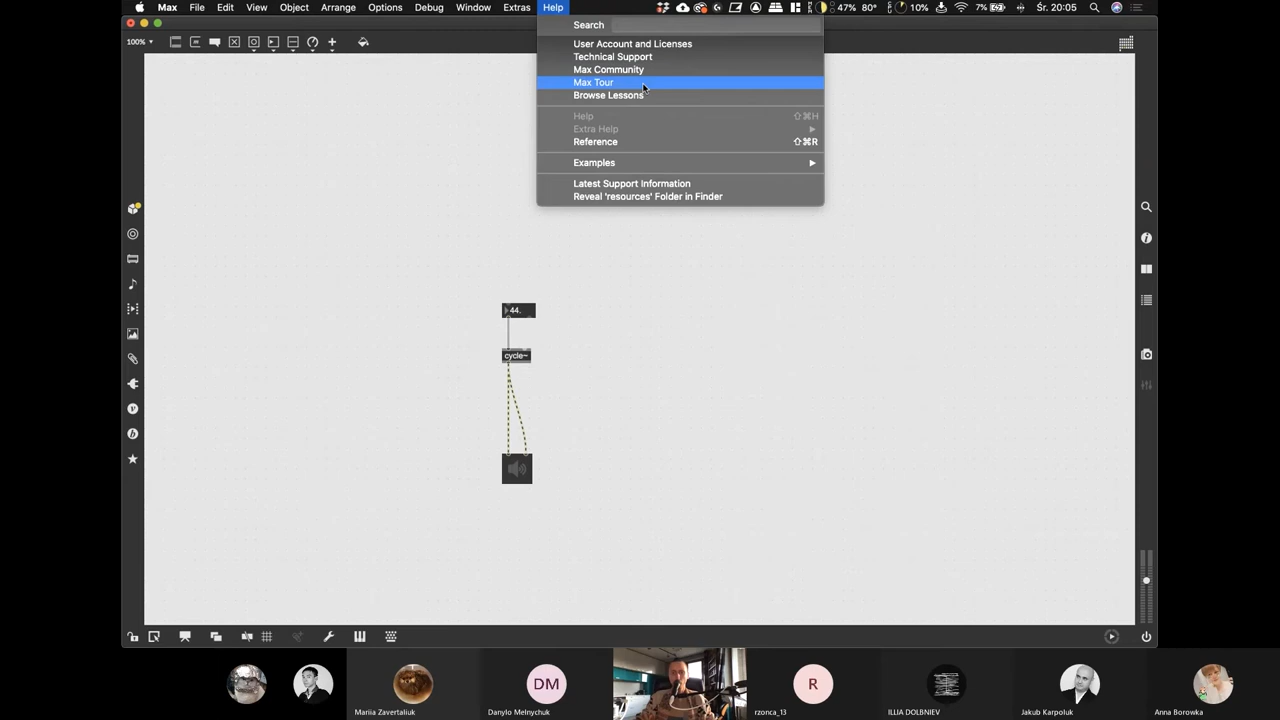 Max File Edit View Object Arrange Options Debug Window Extras Help 47% 80° 10% 7% Śr. 20:05
100%
Search
User Account and Licenses
Technical Support
Max Community
Max Tour
Browse Lessons
Help ⇧⌘H
Extra Help
Reference ⇧⌘R
Examples
Latest Support Information
Reveal 'resources' Folder in Finder
44.
cycle~
Mariia Zavertaliuk
DM
Danylo Melnychuk
R
rzonca_13
ILLIA DOLBNIEV
Jakub Karpoluk
Anna Borowka